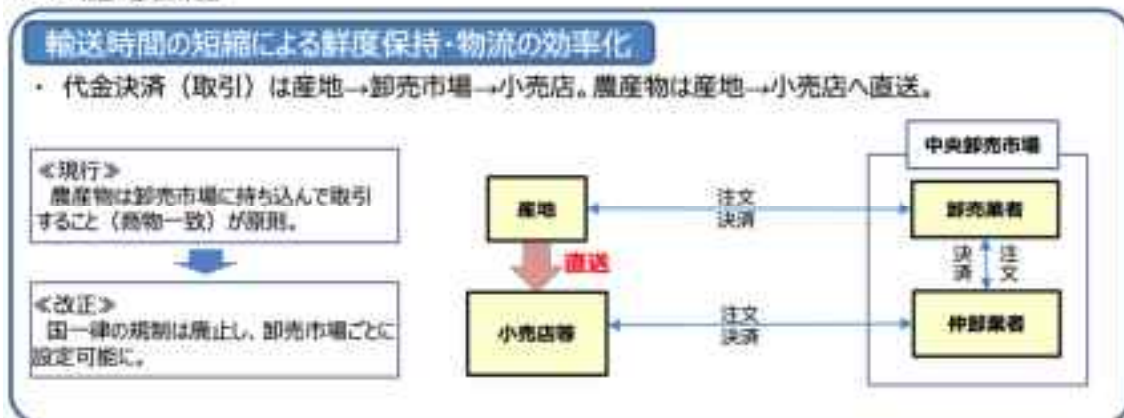 輸送時間の短縮による鮮度保持・物流の効率化
・ 代金決済（取引）は産地→卸売市場→小売店。農産物は産地→小売店へ直送。
≪現行≫
農産物は卸売市場に持ち込んで取引
すること（商物一致）が原則。
≪改正≫
国一律の規制は廃止し、卸売市場ごとに
設定可能に。
中央卸売市場
産地
注文
決済
卸売業者
直送
決済
注文
小売店等
注文
決済
仲卸業者